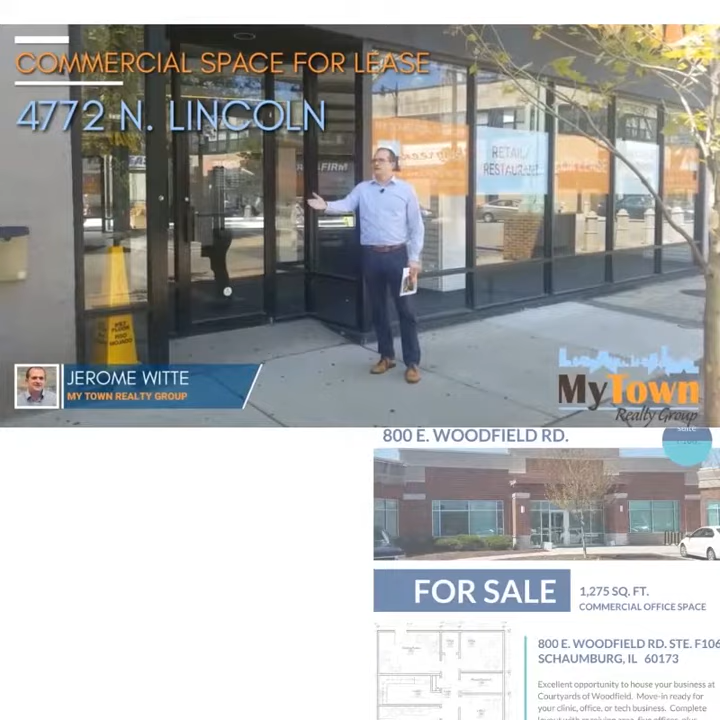 COMMERCIAL SPACE FOR LEASE
4772 N. LINCOLN
RETAIL/
RESTAURANT
JEROME WITTE
MY TOWN REALTY GROUP
MyTown
Realty Group
800 E. WOODFIELD RD.
Suite
FOR SALE
1,275 SQ. FT.
COMMERCIAL OFFICE SPACE
800 E. WOODFIELD RD. STE. F106
SCHAUMBURG, IL 60173
Excellent opportunity to house your business at
Courtyards of Woodfield. Move-in ready for
your clinic, office, or tech business. Complete